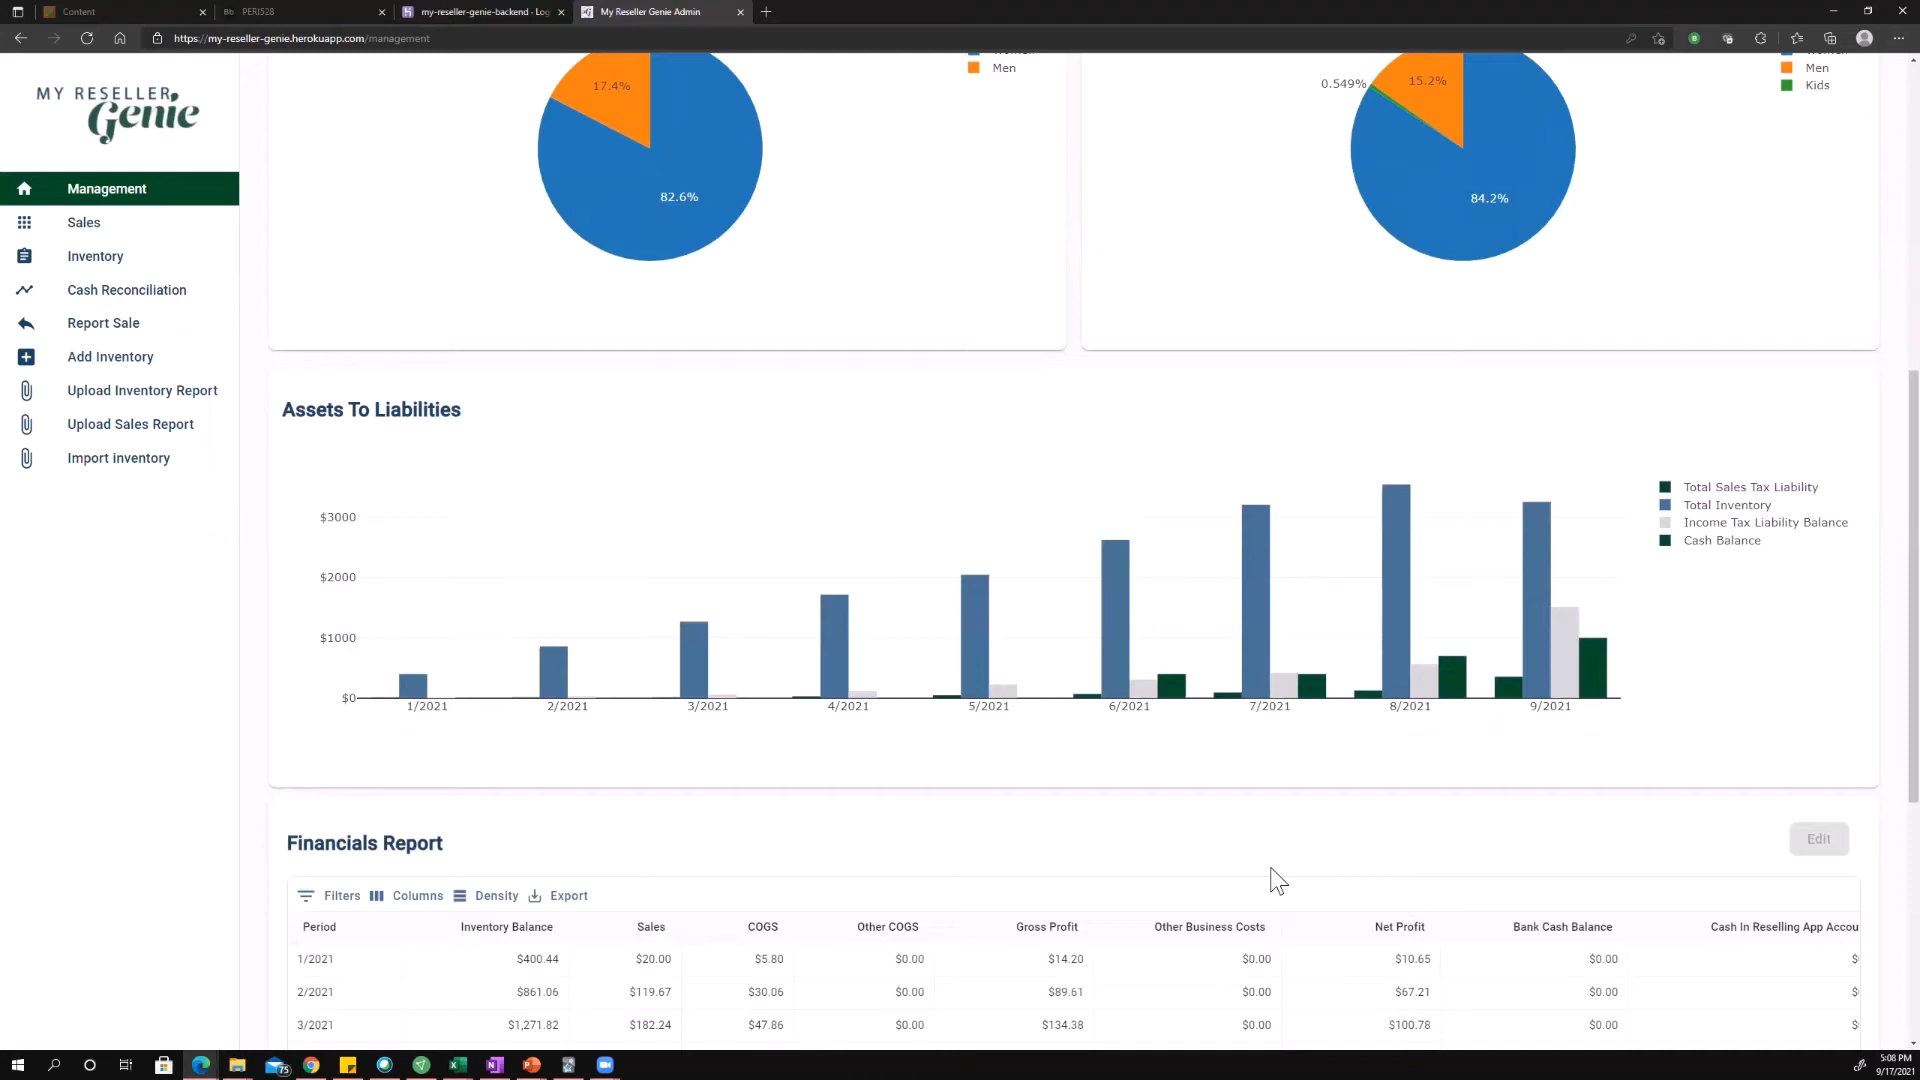 Content
Bb PERI528
my-reseller-genie-backend · Lo
My Reseller Genie Admin
https://my-reseller-genie.herokuapp.com/management
MY RESELLER
Genie
Management
Sales
Inventory
Cash Reconciliation
Report Sale
Add Inventory
Upload Inventory Report
Upload Sales Report
Import inventory
17.4%
82.6%
Men
0.549%
15.2%
84.2%
Men
Kids
Assets To Liabilities
$3000
$2000
$1000
$0
1/2021 2/2021 3/2021 4/2021 5/2021 6/2021 7/2021 8/2021 9/2021
Total Sales Tax Liability
Total Inventory
Income Tax Liability Balance
Cash Balance
Financials Report
Edit
Filters Columns Density Export
Period Inventory Balance Sales COGS Other COGS Gross Profit Other Business Costs Net Profit Bank Cash Balance Cash In Reselling App Accou
1/2021 $400.44 $20.00 $5.80 $0.00 $14.20 $0.00 $10.65 $0.00 $
2/2021 $861.06 $119.67 $30.06 $0.00 $89.61 $0.00 $67.21 $0.00 $
3/2021 $1,271.82 $182.24 $47.86 $0.00 $134.38 $0.00 $100.78 $0.00 $
75
5:08 PM
9/17/2021